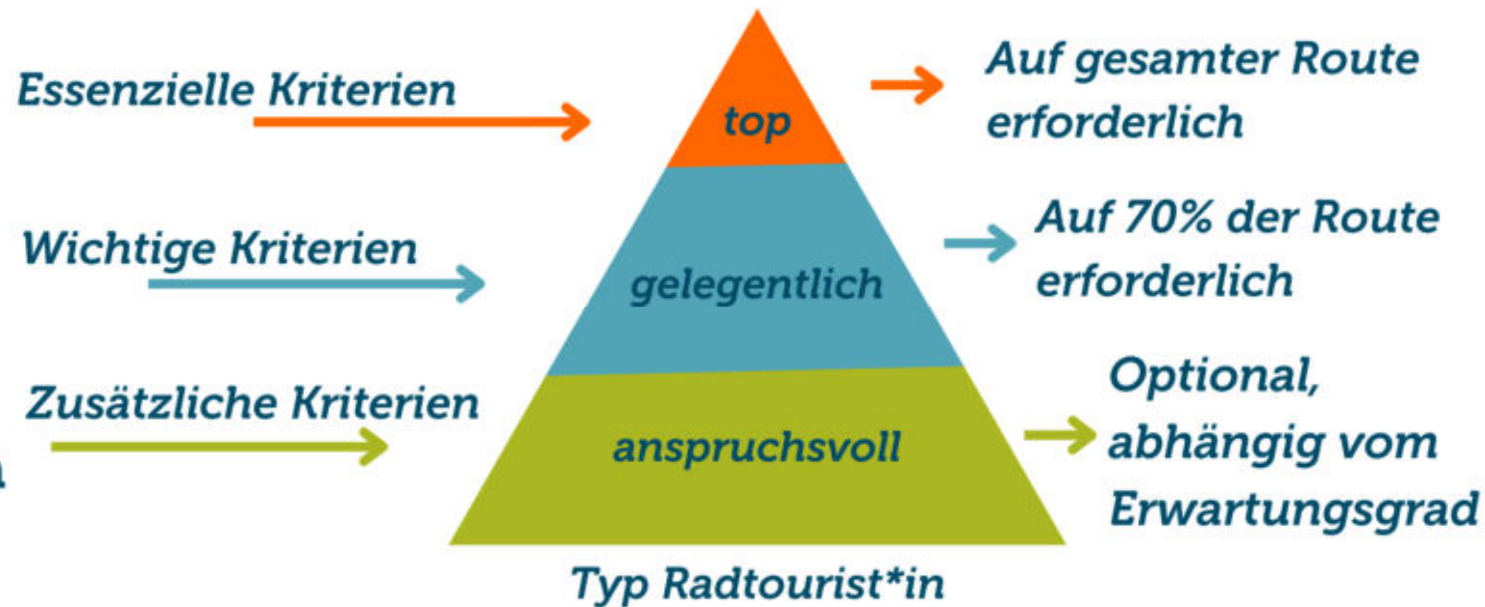 Essenzielle Kriterien
top
Auf gesamter Route
erforderlich
Wichtige Kriterien
gelegentlich
Auf 70% der Route
erforderlich
Zusätzliche Kriterien
anspruchsvoll
Optional,
abhängig vom
Erwartungsgrad
Typ Radtourist*in